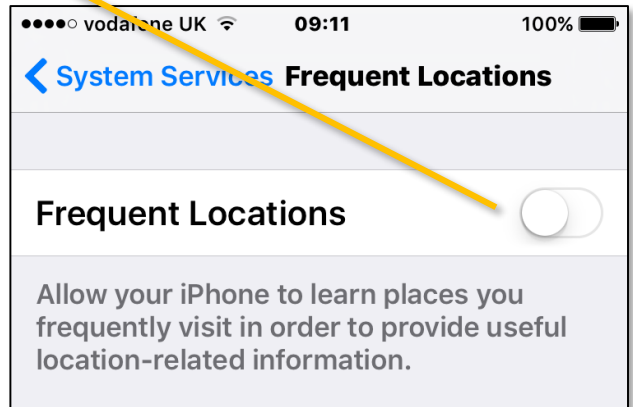 vodafone UK 09:11 100%
System Services Frequent Locations
Frequent Locations
Allow your iPhone to learn places you
frequently visit in order to provide useful
location-related information.